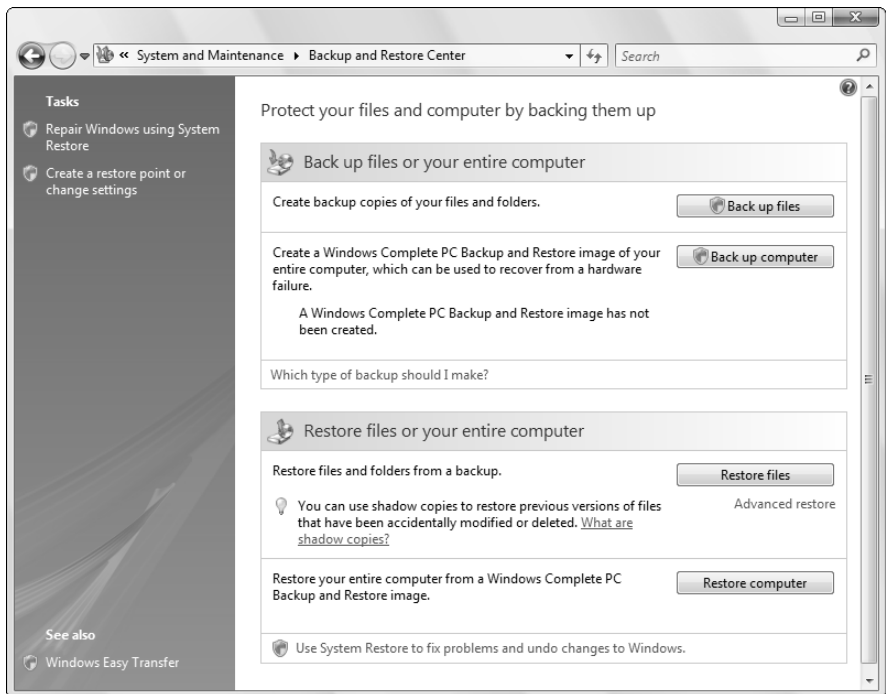 « System and Maintenance ▸ Backup and Restore Center
Search
Tasks
Repair Windows using System
Restore
Create a restore point or
change settings
See also
Windows Easy Transfer
Protect your files and computer by backing them up
Back up files or your entire computer
Create backup copies of your files and folders.
Back up files
Create a Windows Complete PC Backup and Restore image of your
entire computer, which can be used to recover from a hardware
failure.
Back up computer
A Windows Complete PC Backup and Restore image has not
been created.
Which type of backup should I make?
Restore files or your entire computer
Restore files and folders from a backup.
Restore files
You can use shadow copies to restore previous versions of files
that have been accidentally modified or deleted. What are
shadow copies?
Advanced restore
Restore your entire computer from a Windows Complete PC
Backup and Restore image.
Restore computer
Use System Restore to fix problems and undo changes to Windows.